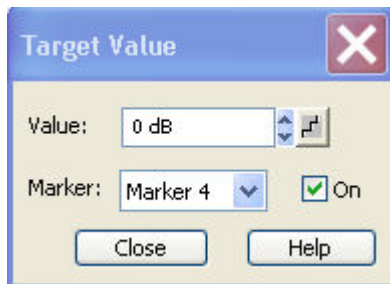 Target Value
Value: 0 dB
Marker: Marker 4 On
Close Help